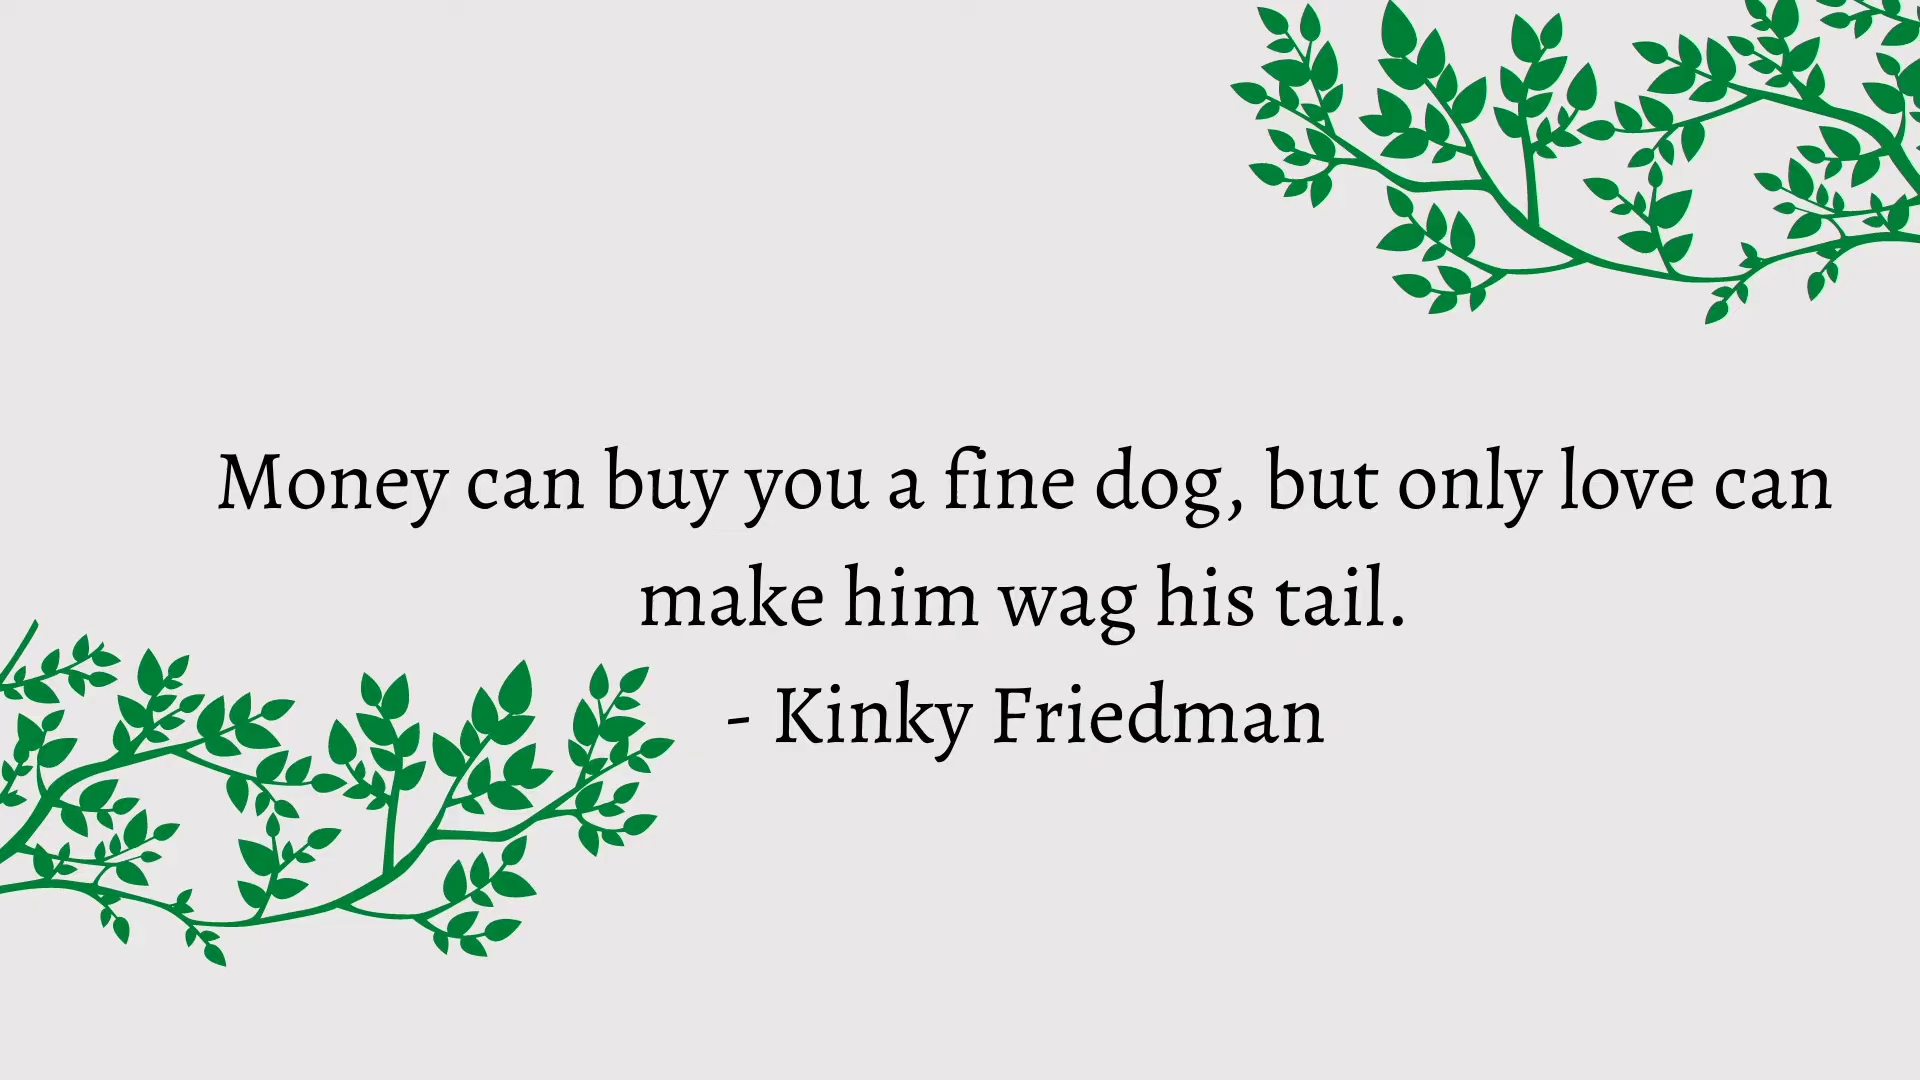 Money can buy you a fine dog, but only love can
make him wag his tail.
- Kinky Friedman